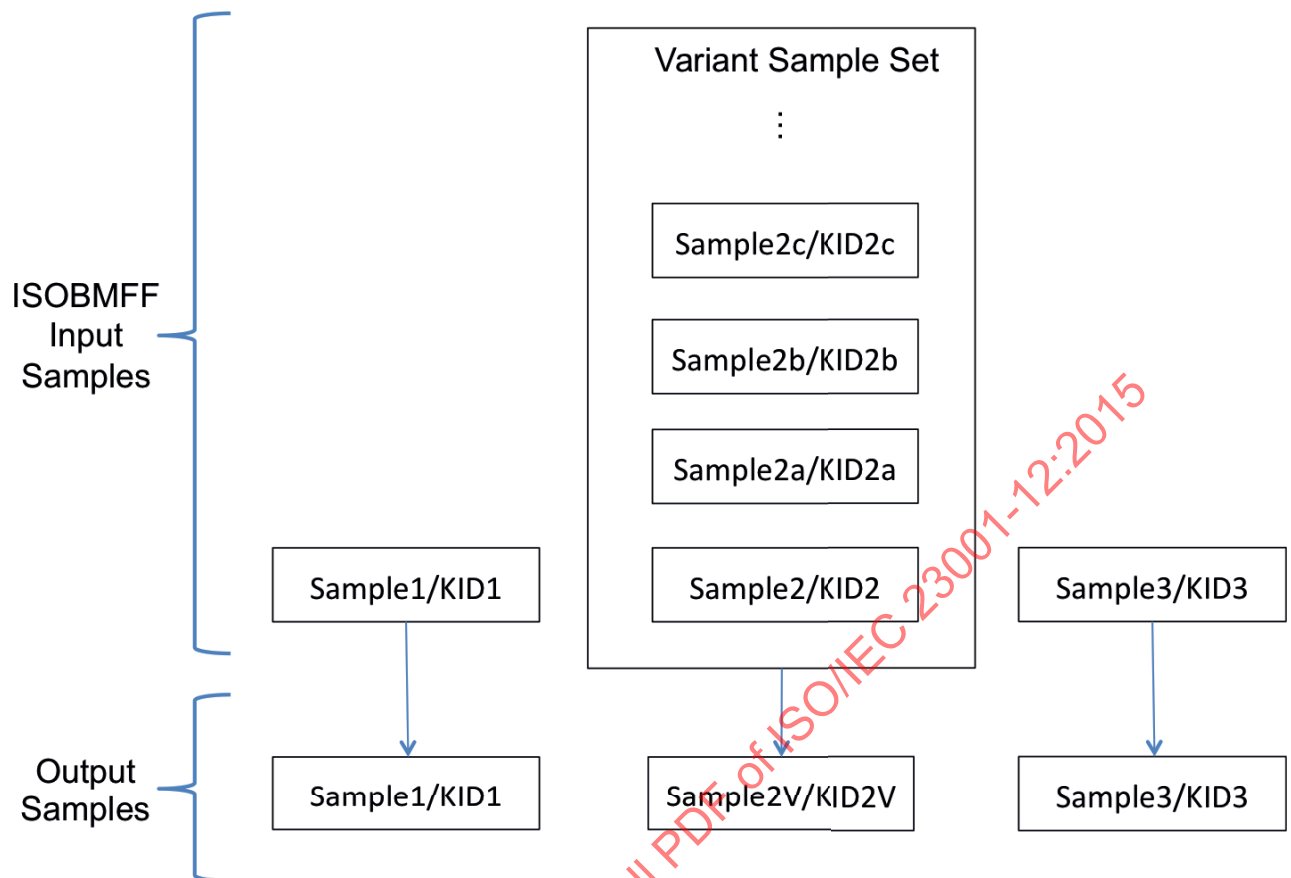 Variant Sample Set
⋮
Sample2c/KID2c
Sample2b/KID2b
Sample2a/KID2a
ISOBMFF
Input
Samples
Sample1/KID1
Sample2/KID2
Sample3/KID3
Output
Samples
Sample1/KID1
Sample2V/KID2V
Sample3/KID3
PDF of ISO/IEC 23001-12:2015